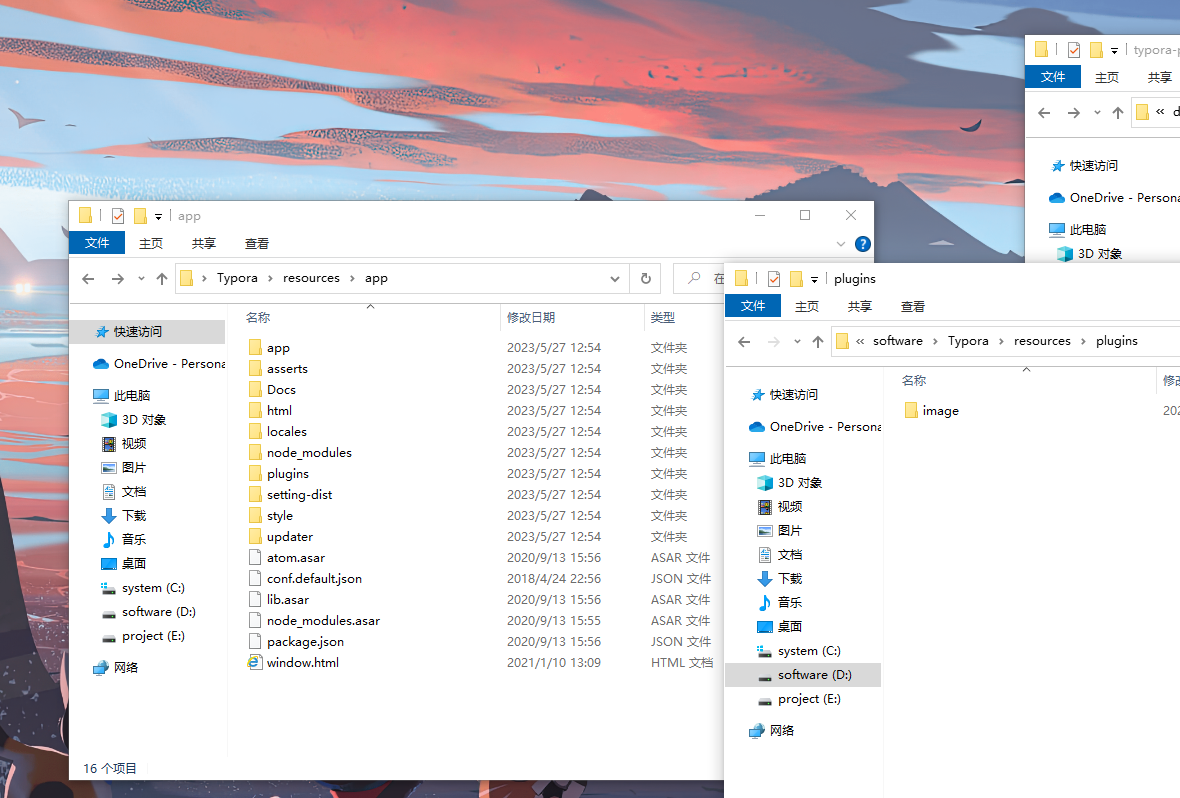 typora-p
文件 主页 共享
« d
快速访问
OneDrive - Persona
此电脑
3D 对象
app
文件 主页 共享 查看
Typora › resources › app
在
快速访问
OneDrive - Persona
此电脑
3D 对象
视频
图片
文档
下载
音乐
桌面
system (C:)
software (D:)
project (E:)
网络
名称 修改日期 类型
app 2023/5/27 12:54 文件夹
asserts 2023/5/27 12:54 文件夹
Docs 2023/5/27 12:54 文件夹
html 2023/5/27 12:54 文件夹
locales 2023/5/27 12:54 文件夹
node_modules 2023/5/27 12:54 文件夹
plugins 2023/5/27 12:54 文件夹
setting-dist 2023/5/27 12:54 文件夹
style 2023/5/27 12:54 文件夹
updater 2023/5/27 12:54 文件夹
atom.asar 2020/9/13 15:56 ASAR 文件
conf.default.json 2018/4/24 22:56 JSON 文件
lib.asar 2020/9/13 15:56 ASAR 文件
node_modules.asar 2020/9/13 15:55 ASAR 文件
package.json 2020/9/13 15:56 JSON 文件
window.html 2021/1/10 13:09 HTML 文档
16 个项目
plugins
文件 主页 共享 查看
« software › Typora › resources › plugins
快速访问
OneDrive - Persona
此电脑
3D 对象
视频
图片
文档
下载
音乐
桌面
system (C:)
software (D:)
project (E:)
网络
名称 修改
image 202